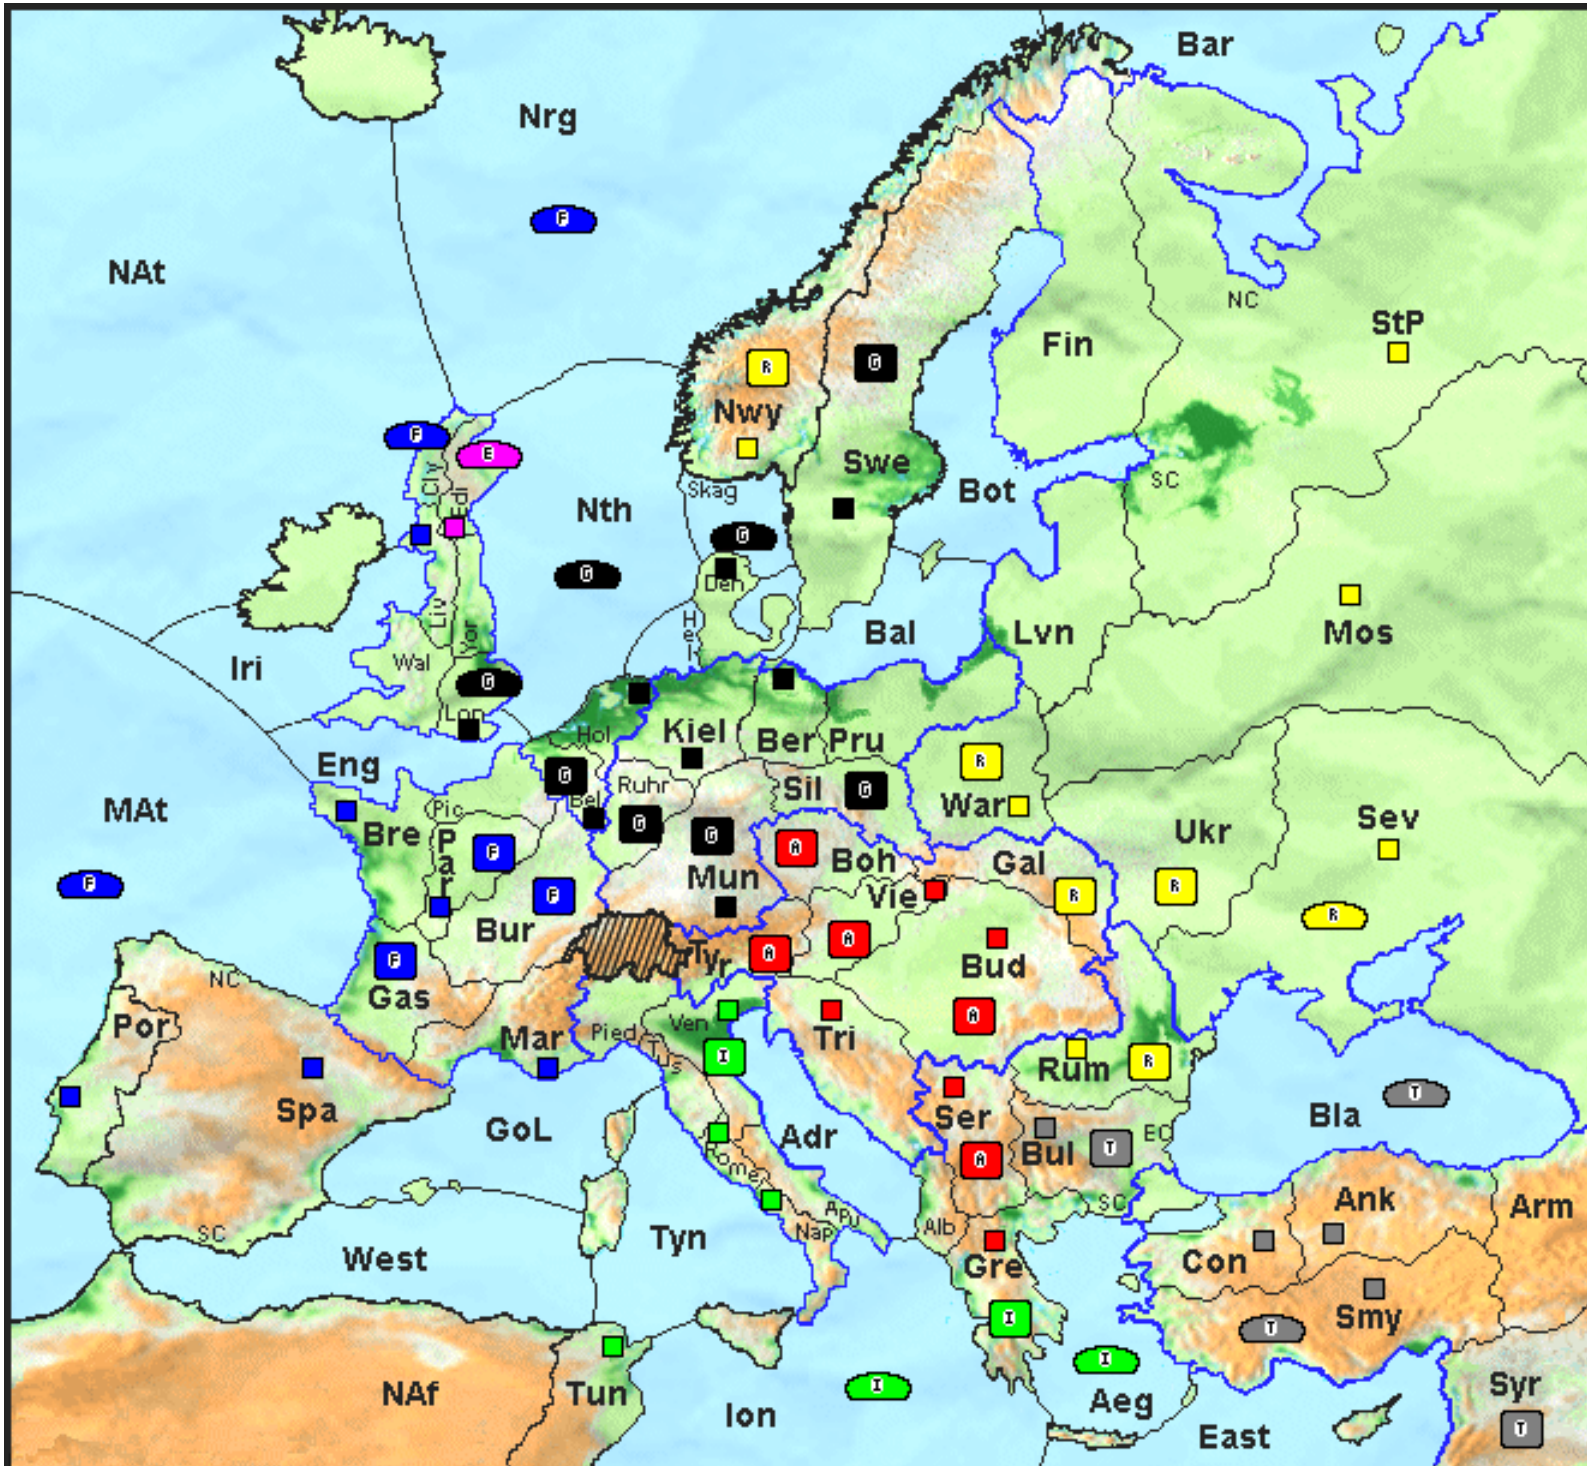 Bar
Nrg
F
NAt
NC
StP
Fin
R
G
Nwy
F
E
Swe
Cly
Edi
SC
Skag
Bot
Nth
G
G
Den
Mos
Hel
Liv
Yor
Bal
Lvn
Iri
Wal
G
Lon
Hol
Kiel
Ber
Pru
Eng
G
Ruhr
Sil
G
R
War
MAt
Pic
Bel
Bre
Par
F
G
G
A
Boh
Gal
Ukr
Sev
F
F
Mun
Vie
R
R
R
Bur
A
F
Gas
Tyr
A
Bud
NC
Por
Mar
Pied
Ven
Tus
I
Tri
A
Rum
R
Spa
GoL
Adr
Ser
T
Bla
Rome
A
Bul
T
EC
SC
Ank
Arm
SC
West
Tyn
Apu
Nap
Alb
Gre
Con
I
T
Smy
NAf
Tun
Ion
I
I
Aeg
East
Syr
T